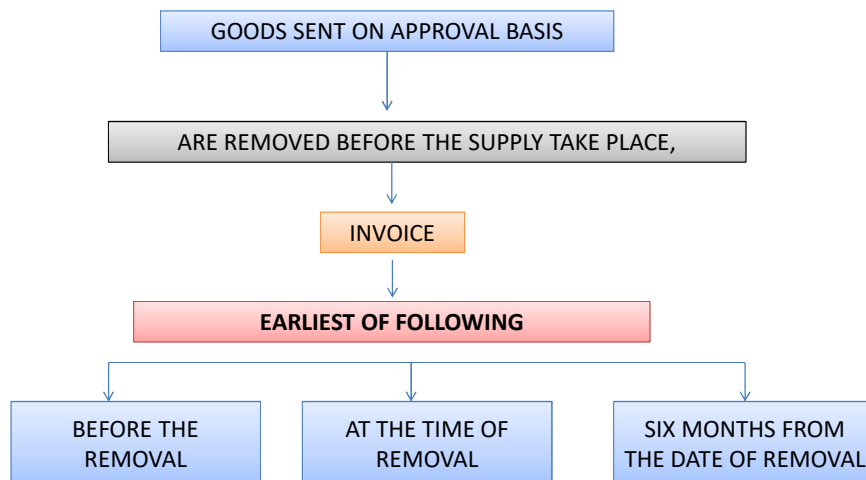 GOODS SENT ON APPROVAL BASIS
ARE REMOVED BEFORE THE SUPPLY TAKE PLACE,
INVOICE
EARLIEST OF FOLLOWING
BEFORE THE
REMOVAL
AT THE TIME OF
REMOVAL
SIX MONTHS FROM
THE DATE OF REMOVAL